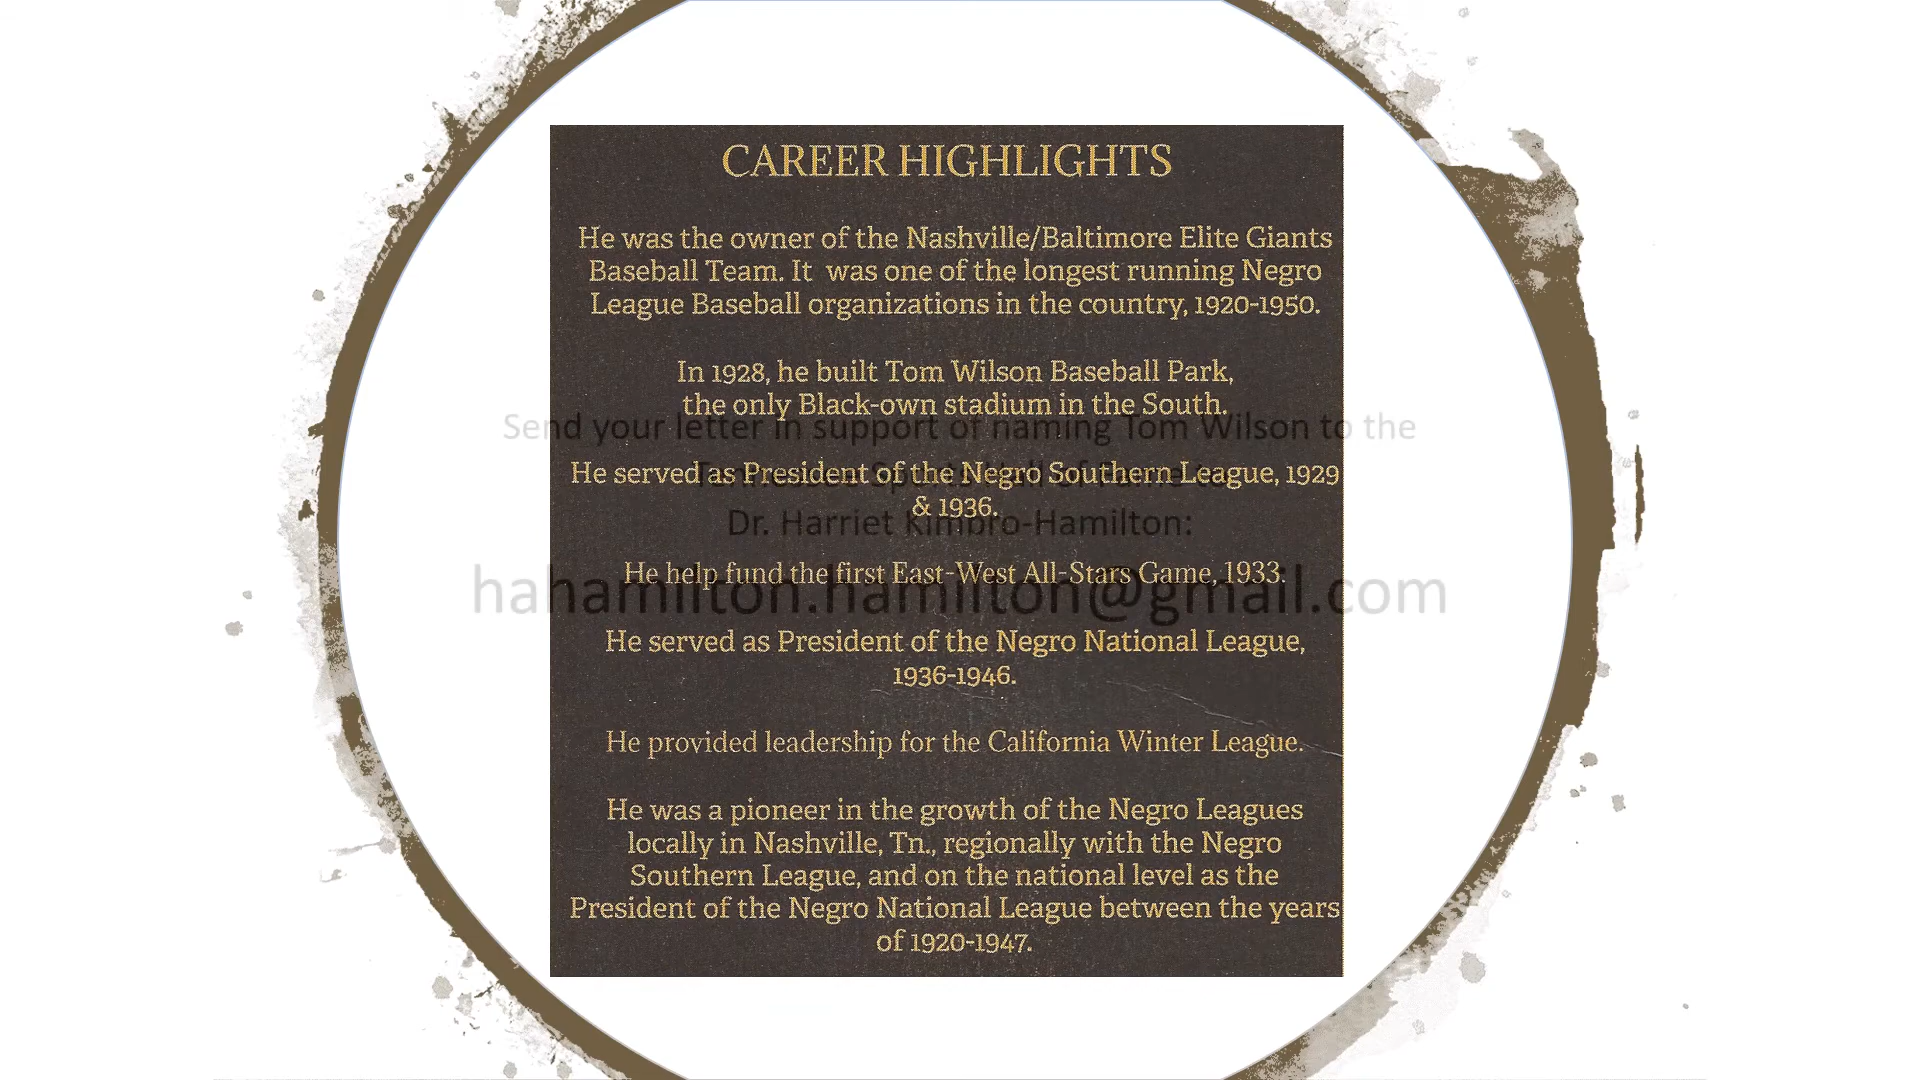 CAREER HIGHLIGHTS
He was the owner of the Nashville/Baltimore Elite Giants
Baseball Team. It was one of the longest running Negro
League Baseball organizations in the country, 1920-1950.
In 1928, he built Tom Wilson Baseball Park,
the only Black-own stadium in the South.
Send your letter in support of naming Tom Wilson to the
He served as President of the Negro Southern League, 1929
& 1936.
Dr. Harriet Kimbro-Hamilton:
He help fund the first East-West All-Stars Game, 1933.
hahamilton.hamilton@gmail.com
He served as President of the Negro National League,
1936-1946.
He provided leadership for the California Winter League.
He was a pioneer in the growth of the Negro Leagues
locally in Nashville, Tn., regionally with the Negro
Southern League, and on the national level as the
President of the Negro National League between the years
of 1920-1947.